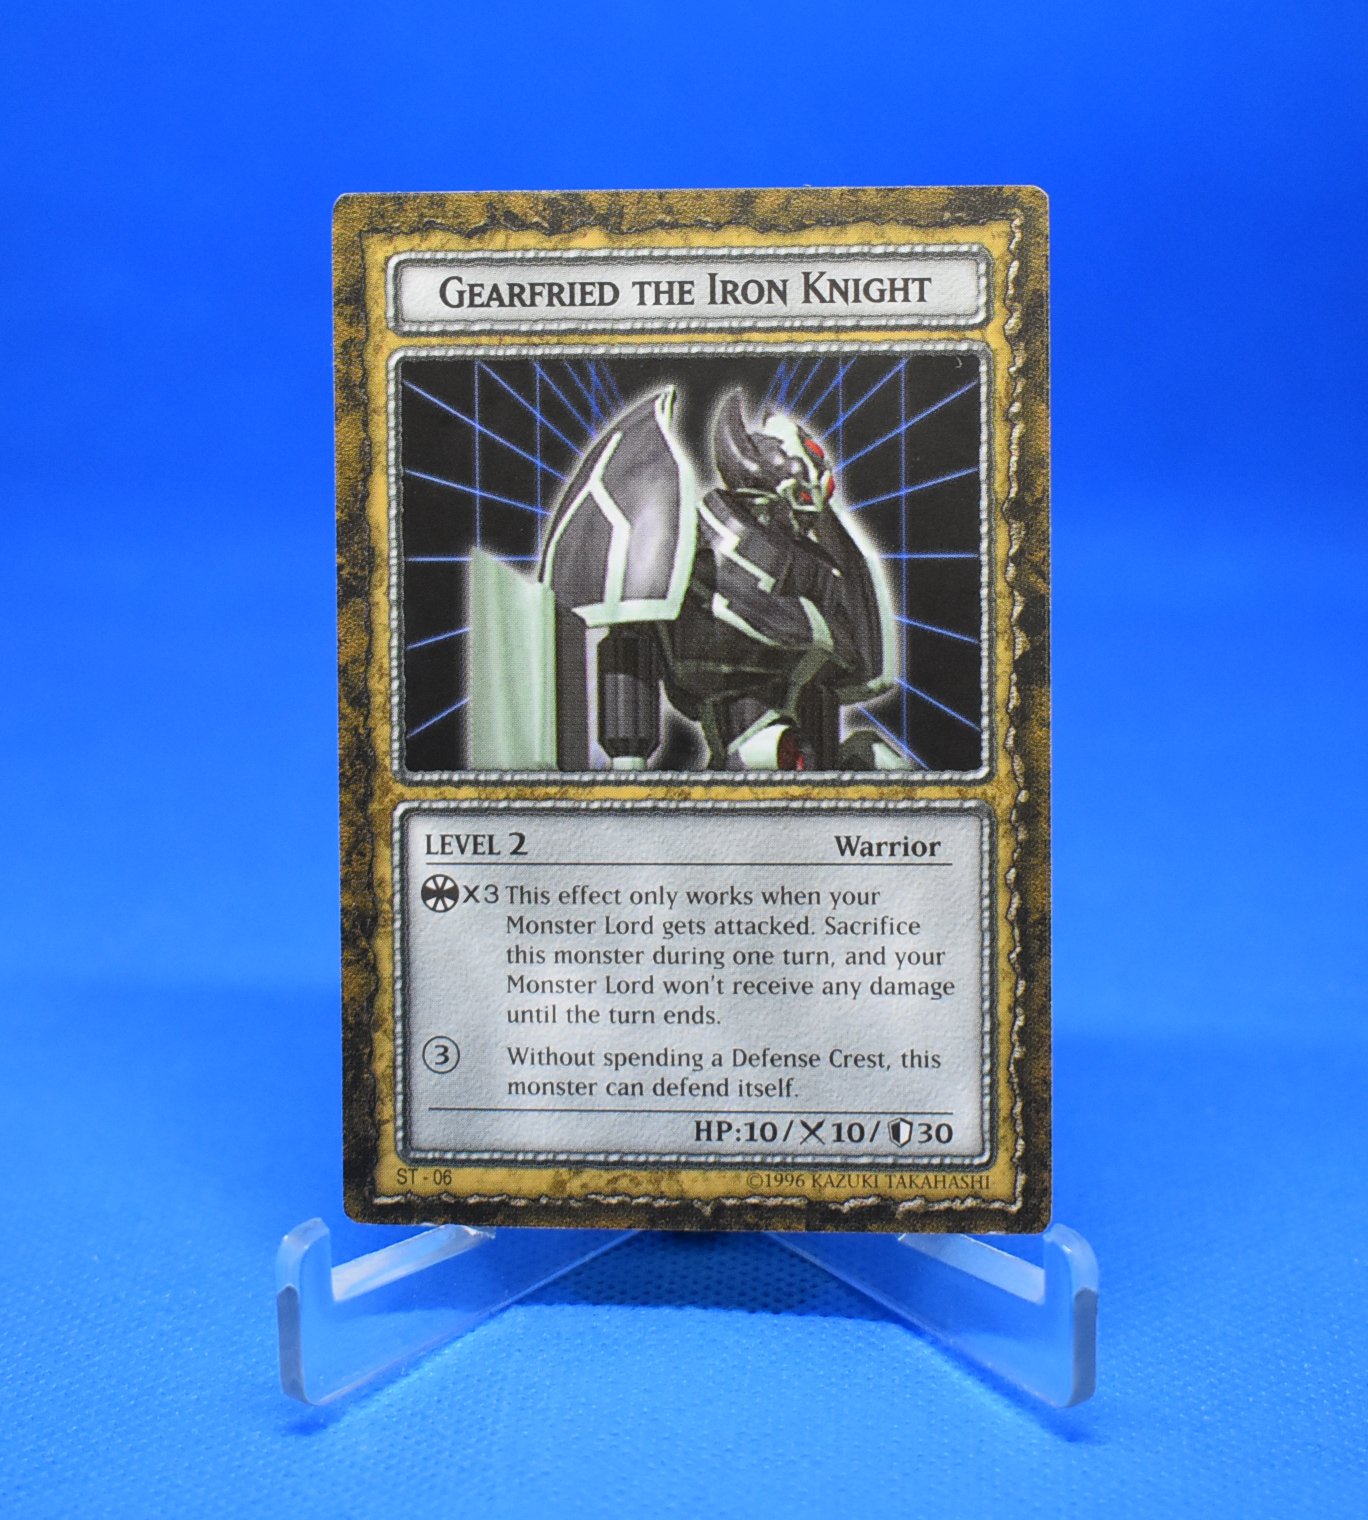 GEARFRIED THE IRON KNIGHT
LEVEL 2 Warrior
X3 This effect only works when your
Monster Lord gets attacked. Sacrifice
this monster during one turn, and your
Monster Lord won't receive any damage
until the turn ends.
3 Without spending a Defense Crest, this
monster can defend itself.
HP:10/ 10/ 30
ST - 06 ©1996 KAZUKI TAKAHASHI